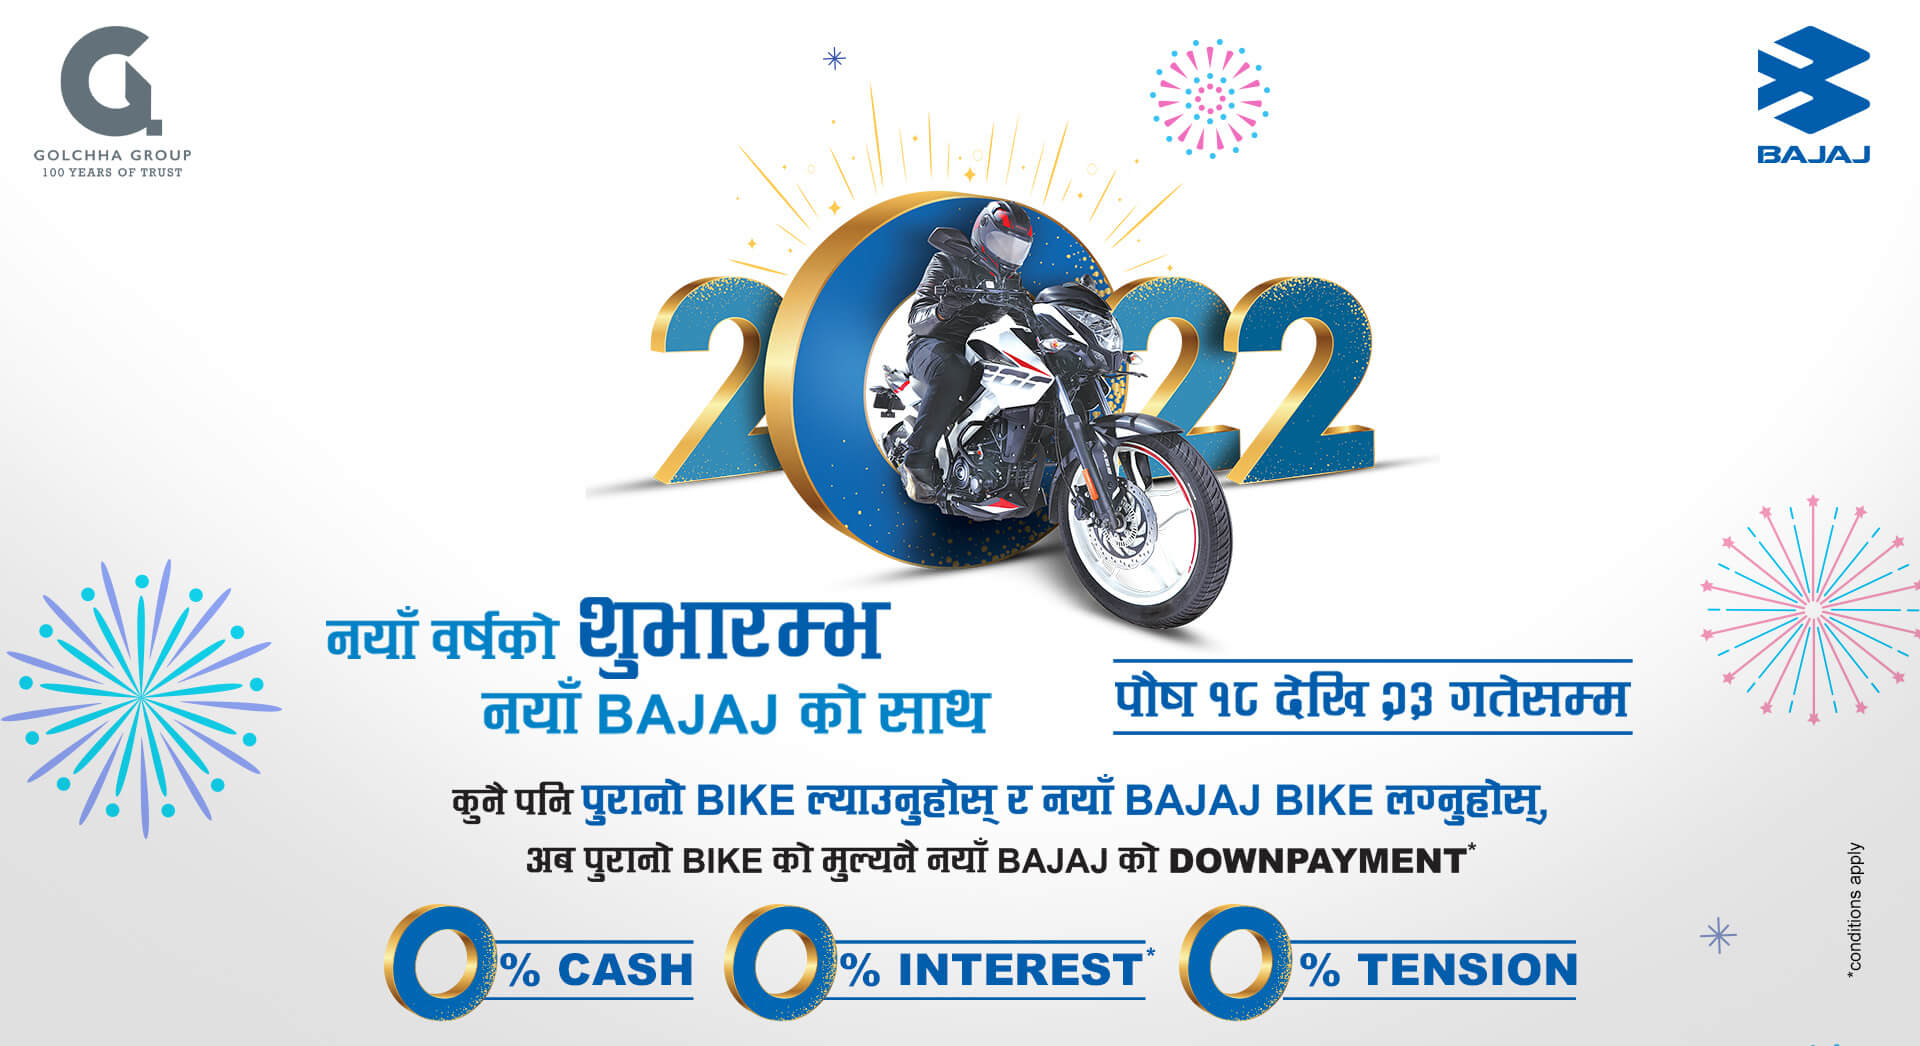 GOLCHHA GROUP
100 YEARS OF TRUST
BAJAJ
2022
नयाँ वर्षको शुभारम्भ
नयाँ BAJAJ को साथ
पौष १८ देखि २३ गतेसम्म
कुनै पनि पुरानो BIKE ल्याउनुहोस् र नयाँ BAJAJ BIKE लग्नुहोस्,
अब पुरानो BIKE को मुल्यनै नयाँ BAJAJ को DOWNPAYMENT*
0% CASH 0% INTEREST* 0% TENSION
*conditions apply